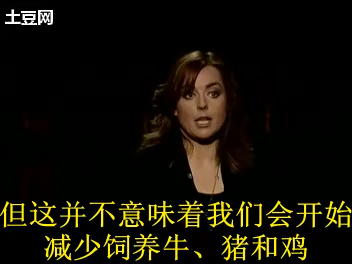 土豆网
但这并不意味着我们会开始
减少饲养牛、猪和鸡